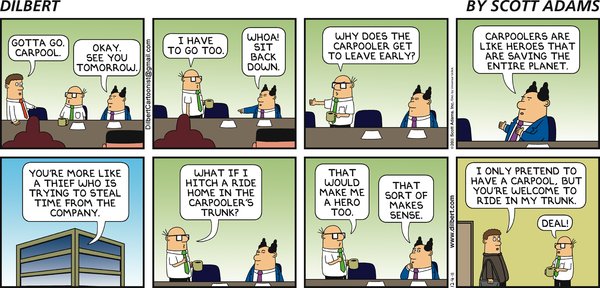 DILBERT
BY SCOTT ADAMS
GOTTA GO.
CARPOOL.
OKAY.
SEE YOU
TOMORROW.
DilbertCartoonist@gmail.com
I HAVE
TO GO TOO.
WHOA!
SIT
BACK
DOWN.
WHY DOES THE
CARPOOLER GET
TO LEAVE EARLY?
CARPOOLERS ARE
LIKE HEROES THAT
ARE SAVING THE
ENTIRE PLANET.
YOU'RE MORE LIKE
A THIEF WHO IS
TRYING TO STEAL
TIME FROM THE
COMPANY.
WHAT IF I
HITCH A RIDE
HOME IN THE
CARPOOLER'S
TRUNK?
THAT
WOULD
MAKE ME
A HERO
TOO.
THAT
SORT OF
MAKES
SENSE.
www.dilbert.com
I ONLY PRETEND TO
HAVE A CARPOOL, BUT
YOU'RE WELCOME TO
RIDE IN MY TRUNK.
DEAL!